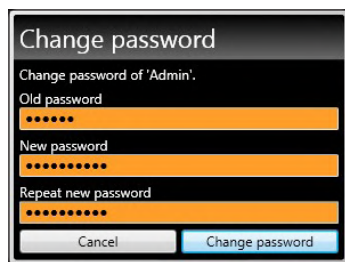 Change password
Change password of 'Admin'.
Old password
●●●●●●
New password
●●●●●●●●●●
Repeat new password
●●●●●●●●●●
Cancel
Change password